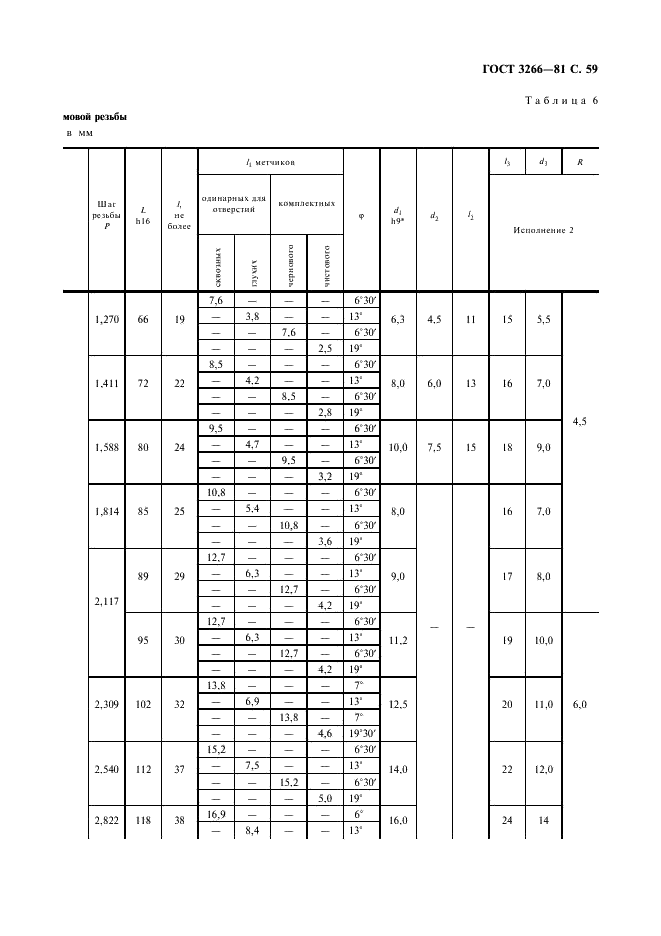 ГОСТ 3266—81 С. 59
Таблица 6
мовой резьбы
в мм
Шаг резьбы P | L h16 | l, не более | l₁ метчиков | φ | d₁ h9* | d₂ | l₂ | l₃ | d₃ | R
одинарных для отверстий | комплектных | Исполнение 2
сквозных | глухих | чернового | чистового
7,6 — — — 6°30′
1,270 66 19 — 3,8 — — 13° 6,3 4,5 11 15 5,5
— — 7,6 — 6°30′
— — — 2,5 19°
8,5 — — — 6°30′
1,411 72 22 — 4,2 — — 13° 8,0 6,0 13 16 7,0
— — 8,5 — 6°30′
— — — 2,8 19°
4,5
9,5 — — — 6°30′
1,588 80 24 — 4,7 — — 13° 10,0 7,5 15 18 9,0
— — 9,5 — 6°30′
— — — 3,2 19°
10,8 — — — 6°30′
1,814 85 25 — 5,4 — — 13° 8,0 16 7,0
— — 10,8 — 6°30′
— — — 3,6 19°
12,7 — — — 6°30′
89 29 — 6,3 — — 13° 9,0 17 8,0
— — 12,7 — 6°30′
2,117 — — — 4,2 19°
12,7 — — — 6°30′ — —
95 30 — 6,3 — — 13° 11,2 19 10,0
— — 12,7 — 6°30′
— — — 4,2 19°
13,8 — — — 7°
2,309 102 32 — 6,9 — — 13° 12,5 20 11,0 6,0
— — 13,8 — 7°
— — — 4,6 19°30′
15,2 — — — 6°30′
2,540 112 37 — 7,5 — — 13° 14,0 22 12,0
— — 15,2 — 6°30′
— — — 5,0 19°
16,9 — — — 6°
2,822 118 38 — 8,4 — — 13° 16,0 24 14